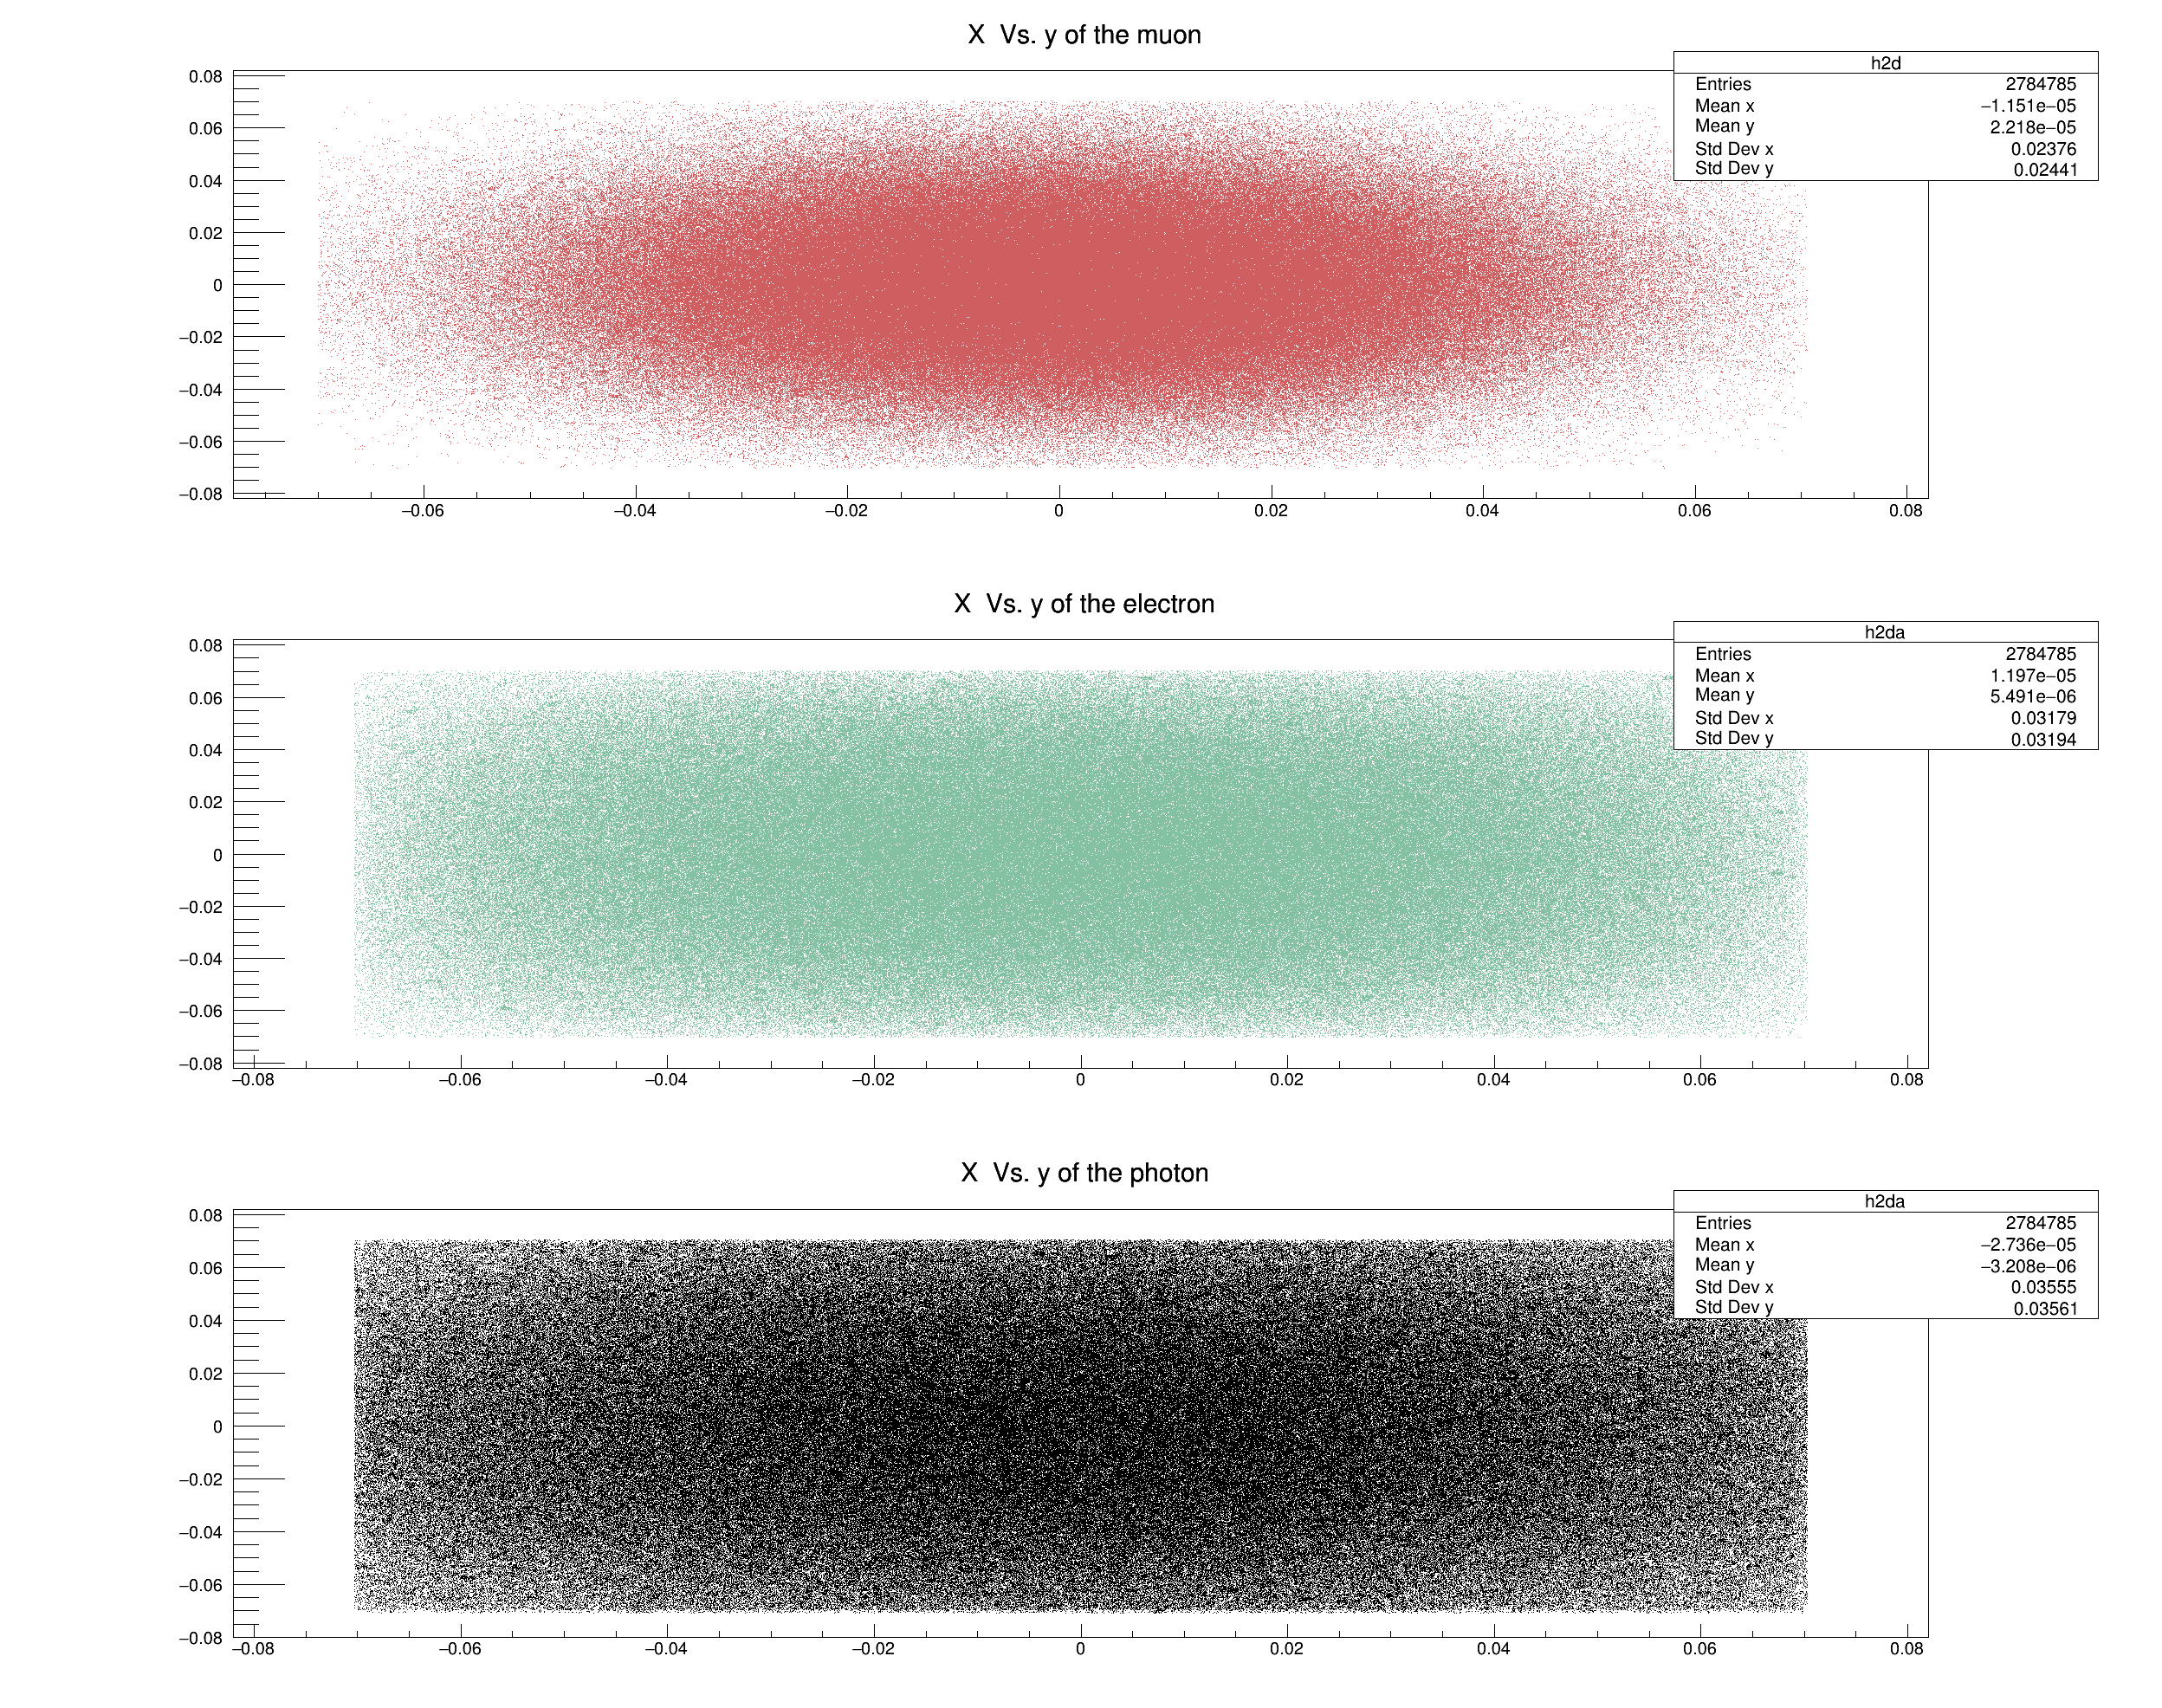 X Vs. y of the muon
h2d
Entries 2784785
Mean x −1.151e−05
Mean y 2.218e−05
Std Dev x 0.02376
Std Dev y 0.02441
0.08
0.06
0.04
0.02
0
−0.02
−0.04
−0.06
−0.08
−0.06 −0.04 −0.02 0 0.02 0.04 0.06 0.08
X Vs. y of the electron
h2da
Entries 2784785
Mean x 1.197e−05
Mean y 5.491e−06
Std Dev x 0.03179
Std Dev y 0.03194
0.08
0.06
0.04
0.02
0
−0.02
−0.04
−0.06
−0.08
−0.08 −0.06 −0.04 −0.02 0 0.02 0.04 0.06 0.08
X Vs. y of the photon
h2da
Entries 2784785
Mean x −2.736e−05
Mean y −3.208e−06
Std Dev x 0.03555
Std Dev y 0.03561
0.08
0.06
0.04
0.02
0
−0.02
−0.04
−0.06
−0.08
−0.08 −0.06 −0.04 −0.02 0 0.02 0.04 0.06 0.08